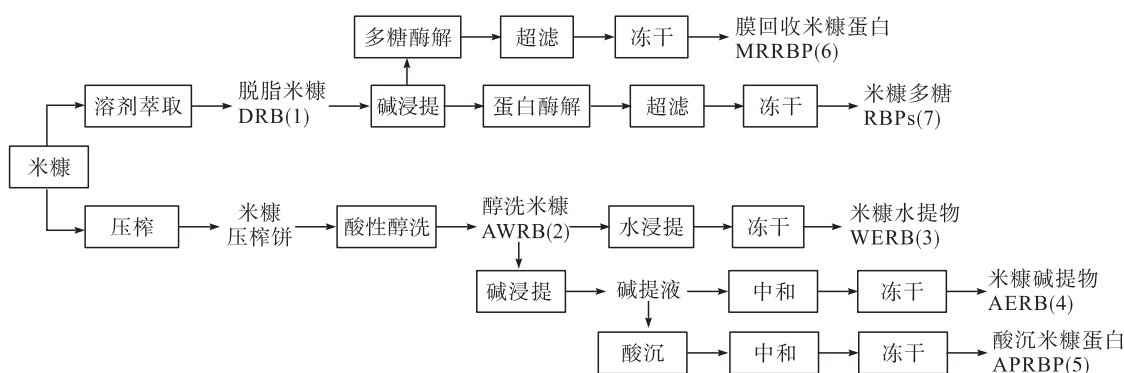 多糖酶解
超滤
冻干
膜回收米糠蛋白
MRRBP(6)
溶剂萃取
脱脂米糠
DRB(1)
碱浸提
蛋白酶解
超滤
冻干
米糠多糖
RBPs(7)
米糠
压榨
米糠
压榨饼
酸性醇洗
醇洗米糠
AWRB(2)
水浸提
冻干
米糠水提物
WERB(3)
碱浸提
碱提液
中和
冻干
米糠碱提物
AERB(4)
酸沉
中和
冻干
酸沉米糠蛋白
APRBP(5)